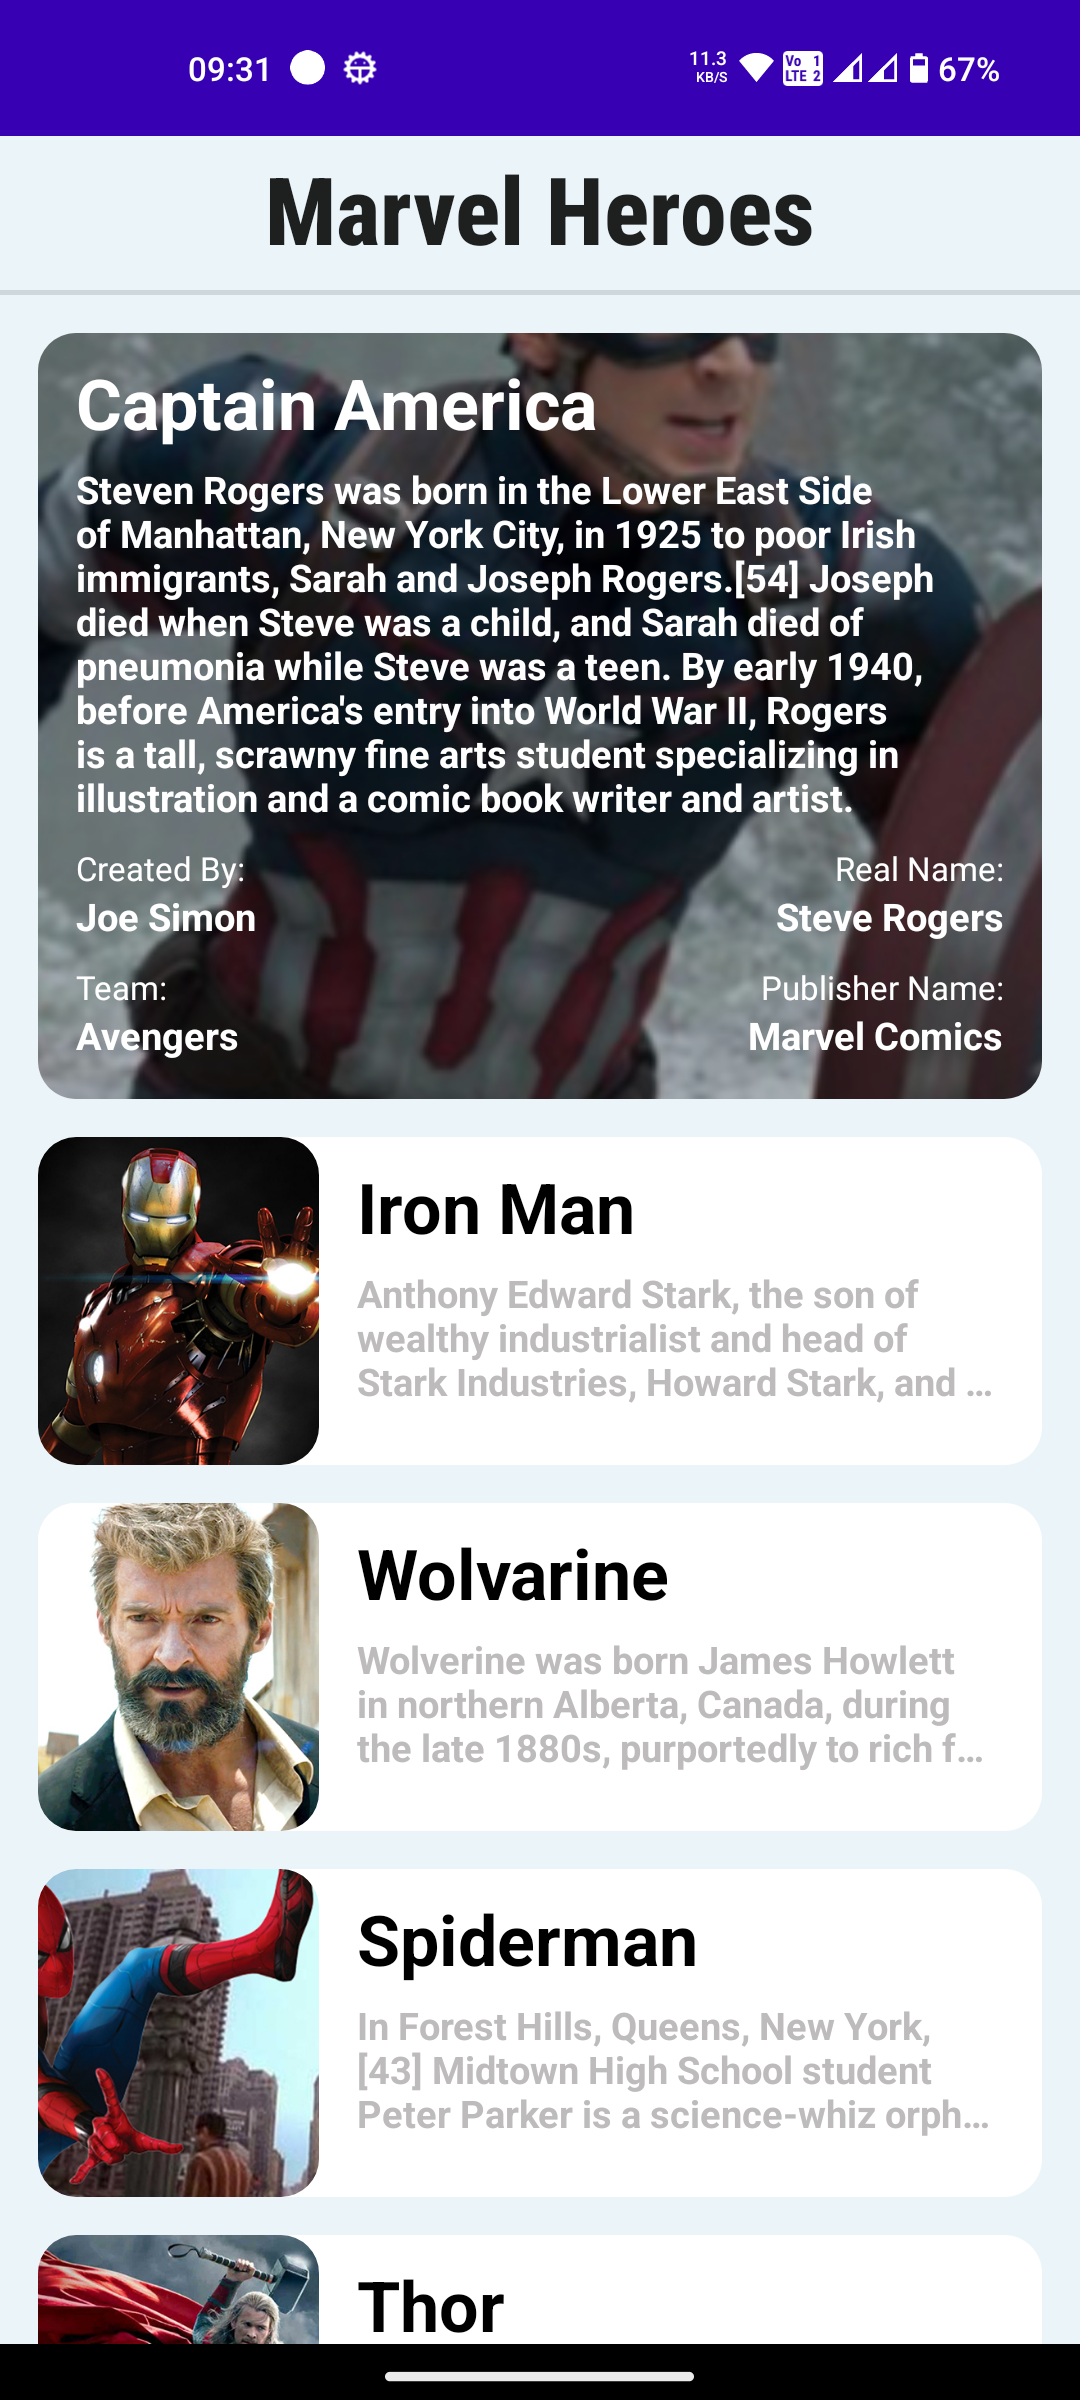 09:31
11.3 KB/S
Vo LTE 1 2
67%
Marvel Heroes
Captain America
Steven Rogers was born in the Lower East Side
of Manhattan, New York City, in 1925 to poor Irish
immigrants, Sarah and Joseph Rogers.[54] Joseph
died when Steve was a child, and Sarah died of
pneumonia while Steve was a teen. By early 1940,
before America's entry into World War II, Rogers
is a tall, scrawny fine arts student specializing in
illustration and a comic book writer and artist.
Created By:
Joe Simon
Real Name:
Steve Rogers
Team:
Avengers
Publisher Name:
Marvel Comics
Iron Man
Anthony Edward Stark, the son of
wealthy industrialist and head of
Stark Industries, Howard Stark, and ...
Wolvarine
Wolverine was born James Howlett
in northern Alberta, Canada, during
the late 1880s, purportedly to rich f...
Spiderman
In Forest Hills, Queens, New York,
[43] Midtown High School student
Peter Parker is a science-whiz orph...
Thor